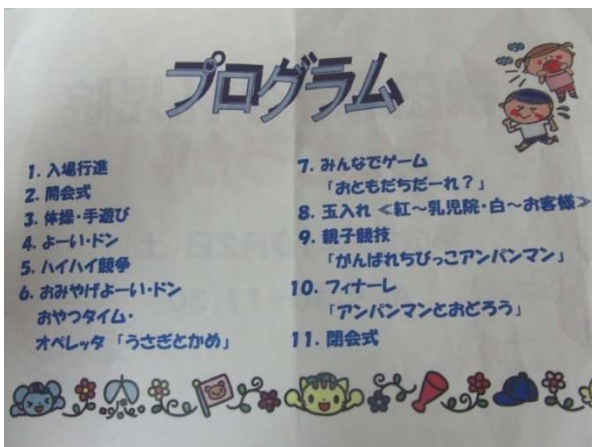 プログラム
1. 入場行進
2. 開会式
3. 体操・手遊び
4. よーい・ドン
5. ハイハイ競争
6. おみやげよーい・ドン
おやつタイム・
オペレッタ「うさぎとかめ」
7. みんなでゲーム
「おともだちだーれ？」
8. 玉入れ ≪紅～乳児院・白～お客様≫
9. 親子競技
「がんばれちびっこアンパンマン」
10. フィナーレ
「アンパンマンとおどろう」
11. 閉会式